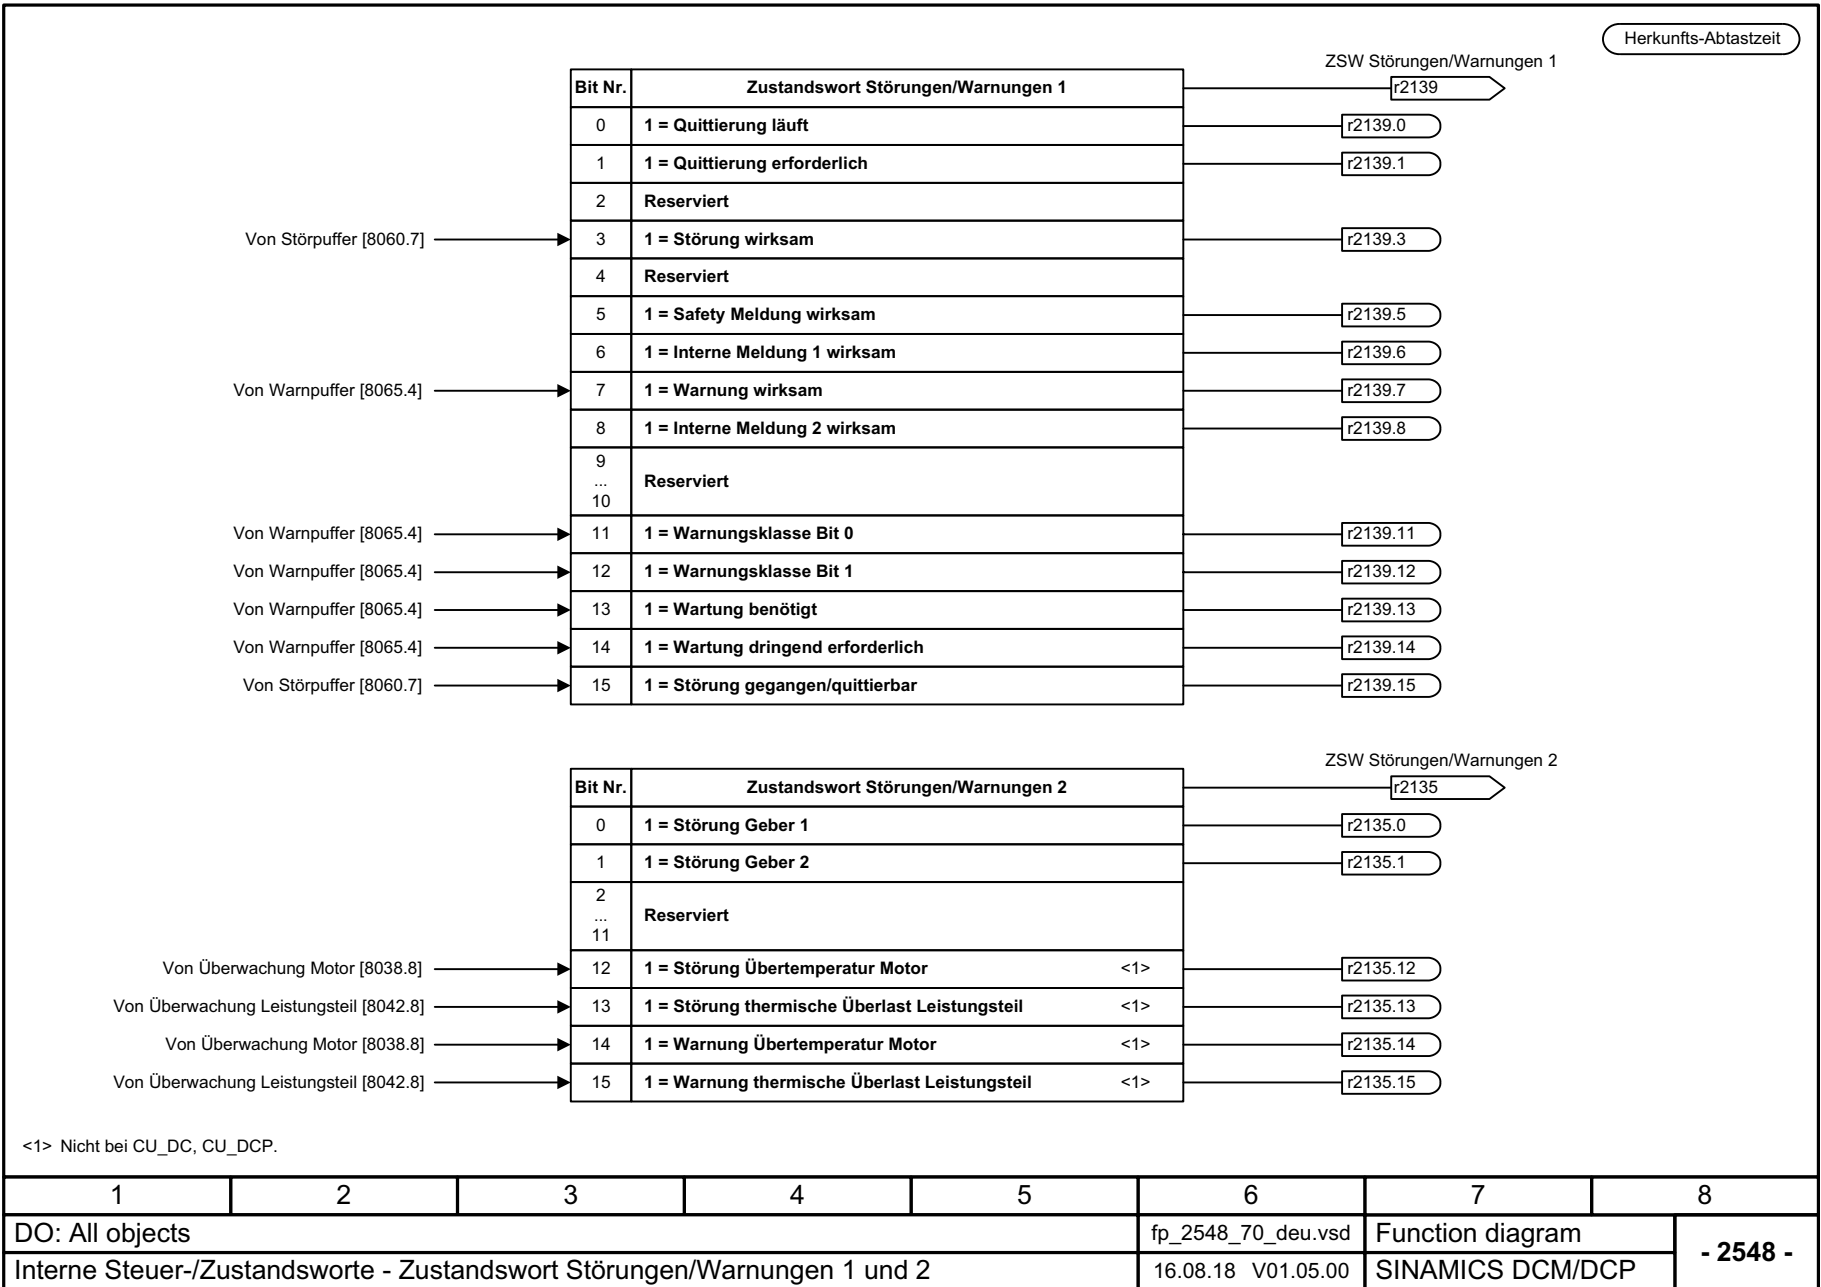 Herkunfts-Abtastzeit
ZSW Störungen/Warnungen 1
Bit Nr. Zustandswort Störungen/Warnungen 1 r2139
0 1 = Quittierung läuft r2139.0
1 1 = Quittierung erforderlich r2139.1
2 Reserviert
Von Störpuffer [8060.7] 3 1 = Störung wirksam r2139.3
4 Reserviert
5 1 = Safety Meldung wirksam r2139.5
6 1 = Interne Meldung 1 wirksam r2139.6
Von Warnpuffer [8065.4] 7 1 = Warnung wirksam r2139.7
8 1 = Interne Meldung 2 wirksam r2139.8
9
... Reserviert
10
Von Warnpuffer [8065.4] 11 1 = Warnungsklasse Bit 0 r2139.11
Von Warnpuffer [8065.4] 12 1 = Warnungsklasse Bit 1 r2139.12
Von Warnpuffer [8065.4] 13 1 = Wartung benötigt r2139.13
Von Warnpuffer [8065.4] 14 1 = Wartung dringend erforderlich r2139.14
Von Störpuffer [8060.7] 15 1 = Störung gegangen/quittierbar r2139.15
ZSW Störungen/Warnungen 2
Bit Nr. Zustandswort Störungen/Warnungen 2 r2135
0 1 = Störung Geber 1 r2135.0
1 1 = Störung Geber 2 r2135.1
2
... Reserviert
11
Von Überwachung Motor [8038.8] 12 1 = Störung Übertemperatur Motor <1> r2135.12
Von Überwachung Leistungsteil [8042.8] 13 1 = Störung thermische Überlast Leistungsteil <1> r2135.13
Von Überwachung Motor [8038.8] 14 1 = Warnung Übertemperatur Motor <1> r2135.14
Von Überwachung Leistungsteil [8042.8] 15 1 = Warnung thermische Überlast Leistungsteil <1> r2135.15
<1> Nicht bei CU_DC, CU_DCP.
1 2 3 4 5 6 7 8
DO: All objects fp_2548_70_deu.vsd Function diagram - 2548 -
Interne Steuer-/Zustandsworte - Zustandswort Störungen/Warnungen 1 und 2 16.08.18 V01.05.00 SINAMICS DCM/DCP